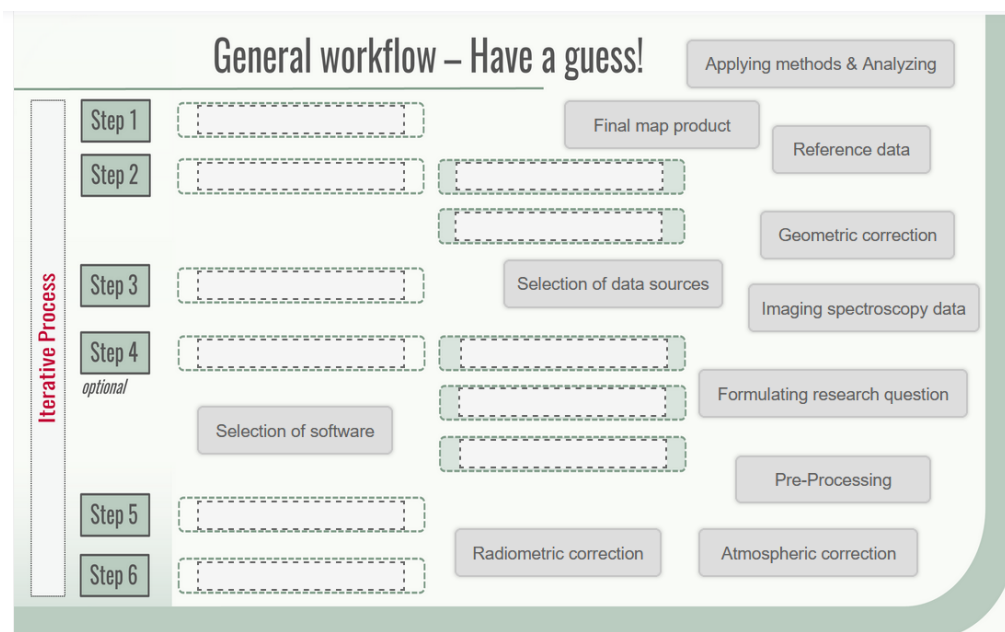 General workflow – Have a guess!
Applying methods & Analyzing
Step 1
Final map product
Reference data
Step 2
Geometric correction
Step 3
Selection of data sources
Imaging spectroscopy data
Iterative Process
Step 4
optional
Formulating research question
Selection of software
Pre-Processing
Step 5
Radiometric correction
Atmospheric correction
Step 6